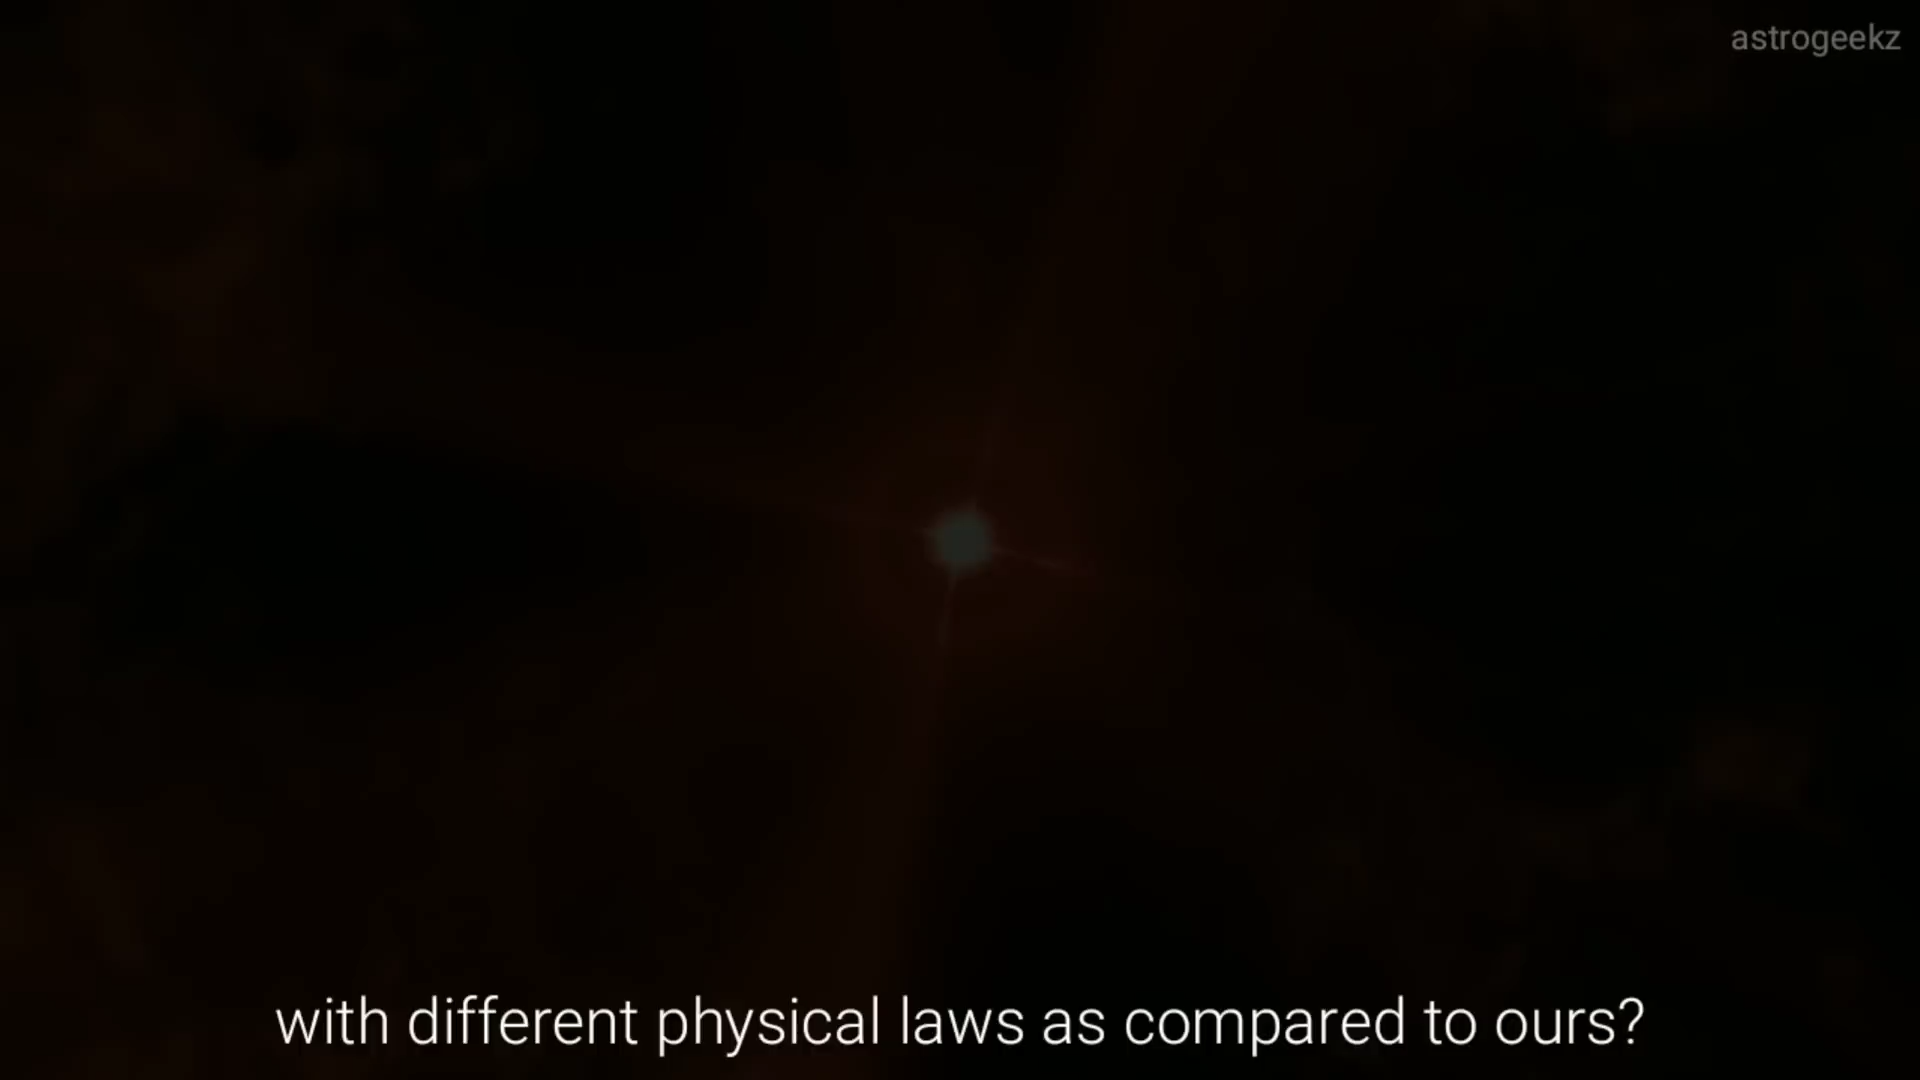 astrogeekz
with different physical laws as compared to ours?